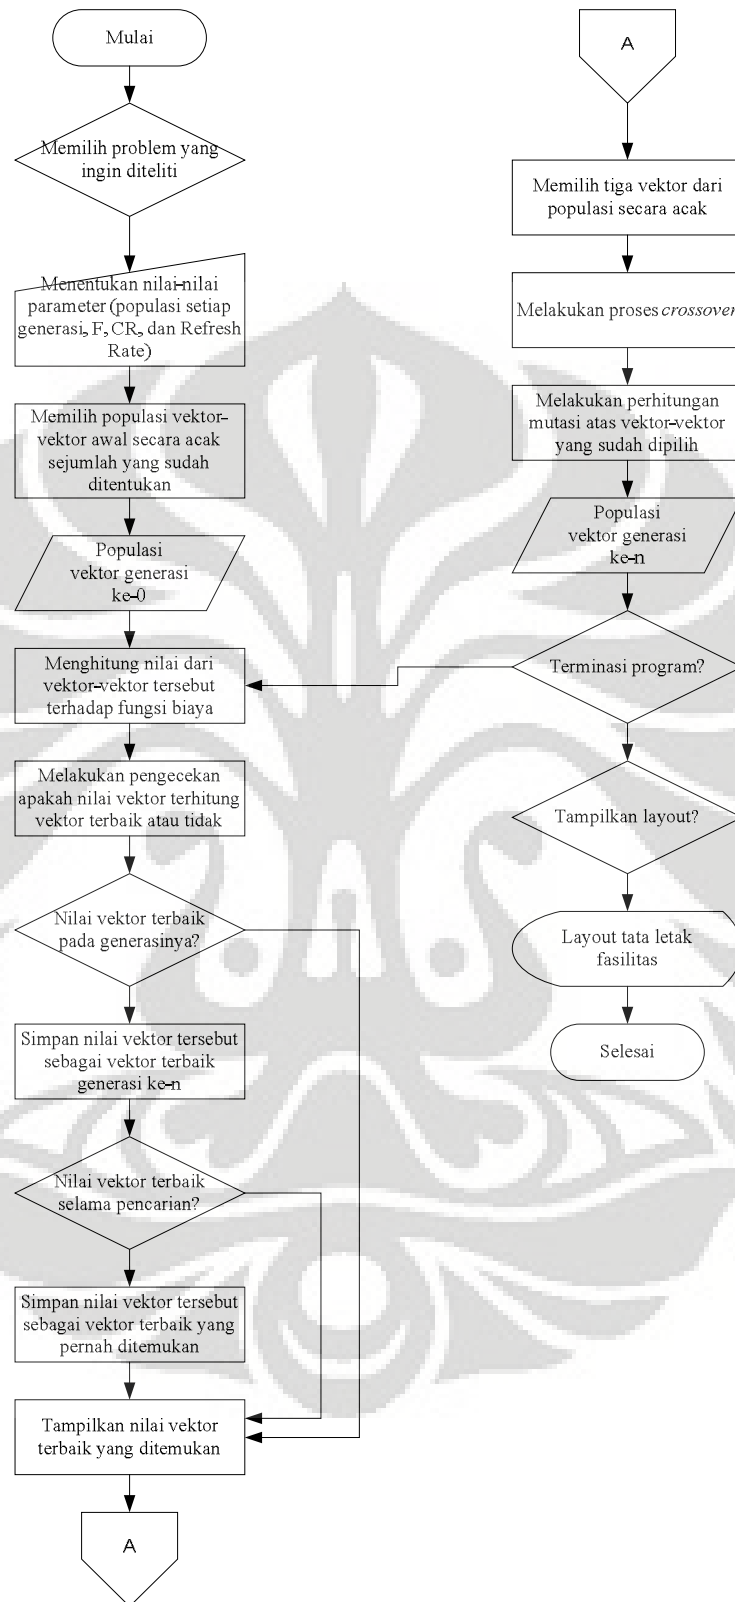 Mulai
Memilih problem yang
ingin diteliti
Menentukan nilai-nilai
parameter (populasi setiap
generasi, F, CR, dan Refresh
Rate)
Memilih populasi vektor-
vektor awal secara acak
sejumlah yang sudah
ditentukan
Populasi
vektor generasi
ke-0
Menghitung nilai dari
vektor-vektor tersebut
terhadap fungsi biaya
Melakukan pengecekan
apakah nilai vektor terhitung
vektor terbaik atau tidak
Nilai vektor terbaik
pada generasinya?
Simpan nilai vektor tersebut
sebagai vektor terbaik
generasi ke-n
Nilai vektor terbaik
selama pencarian?
Simpan nilai vektor tersebut
sebagai vektor terbaik yang
pernah ditemukan
Tampilkan nilai vektor
terbaik yang ditemukan
A
A
Memilih tiga vektor dari
populasi secara acak
Melakukan proses crossover
Melakukan perhitungan
mutasi atas vektor-vektor
yang sudah dipilih
Populasi
vektor generasi
ke-n
Terminasi program?
Tampilkan layout?
Layout tata letak
fasilitas
Selesai